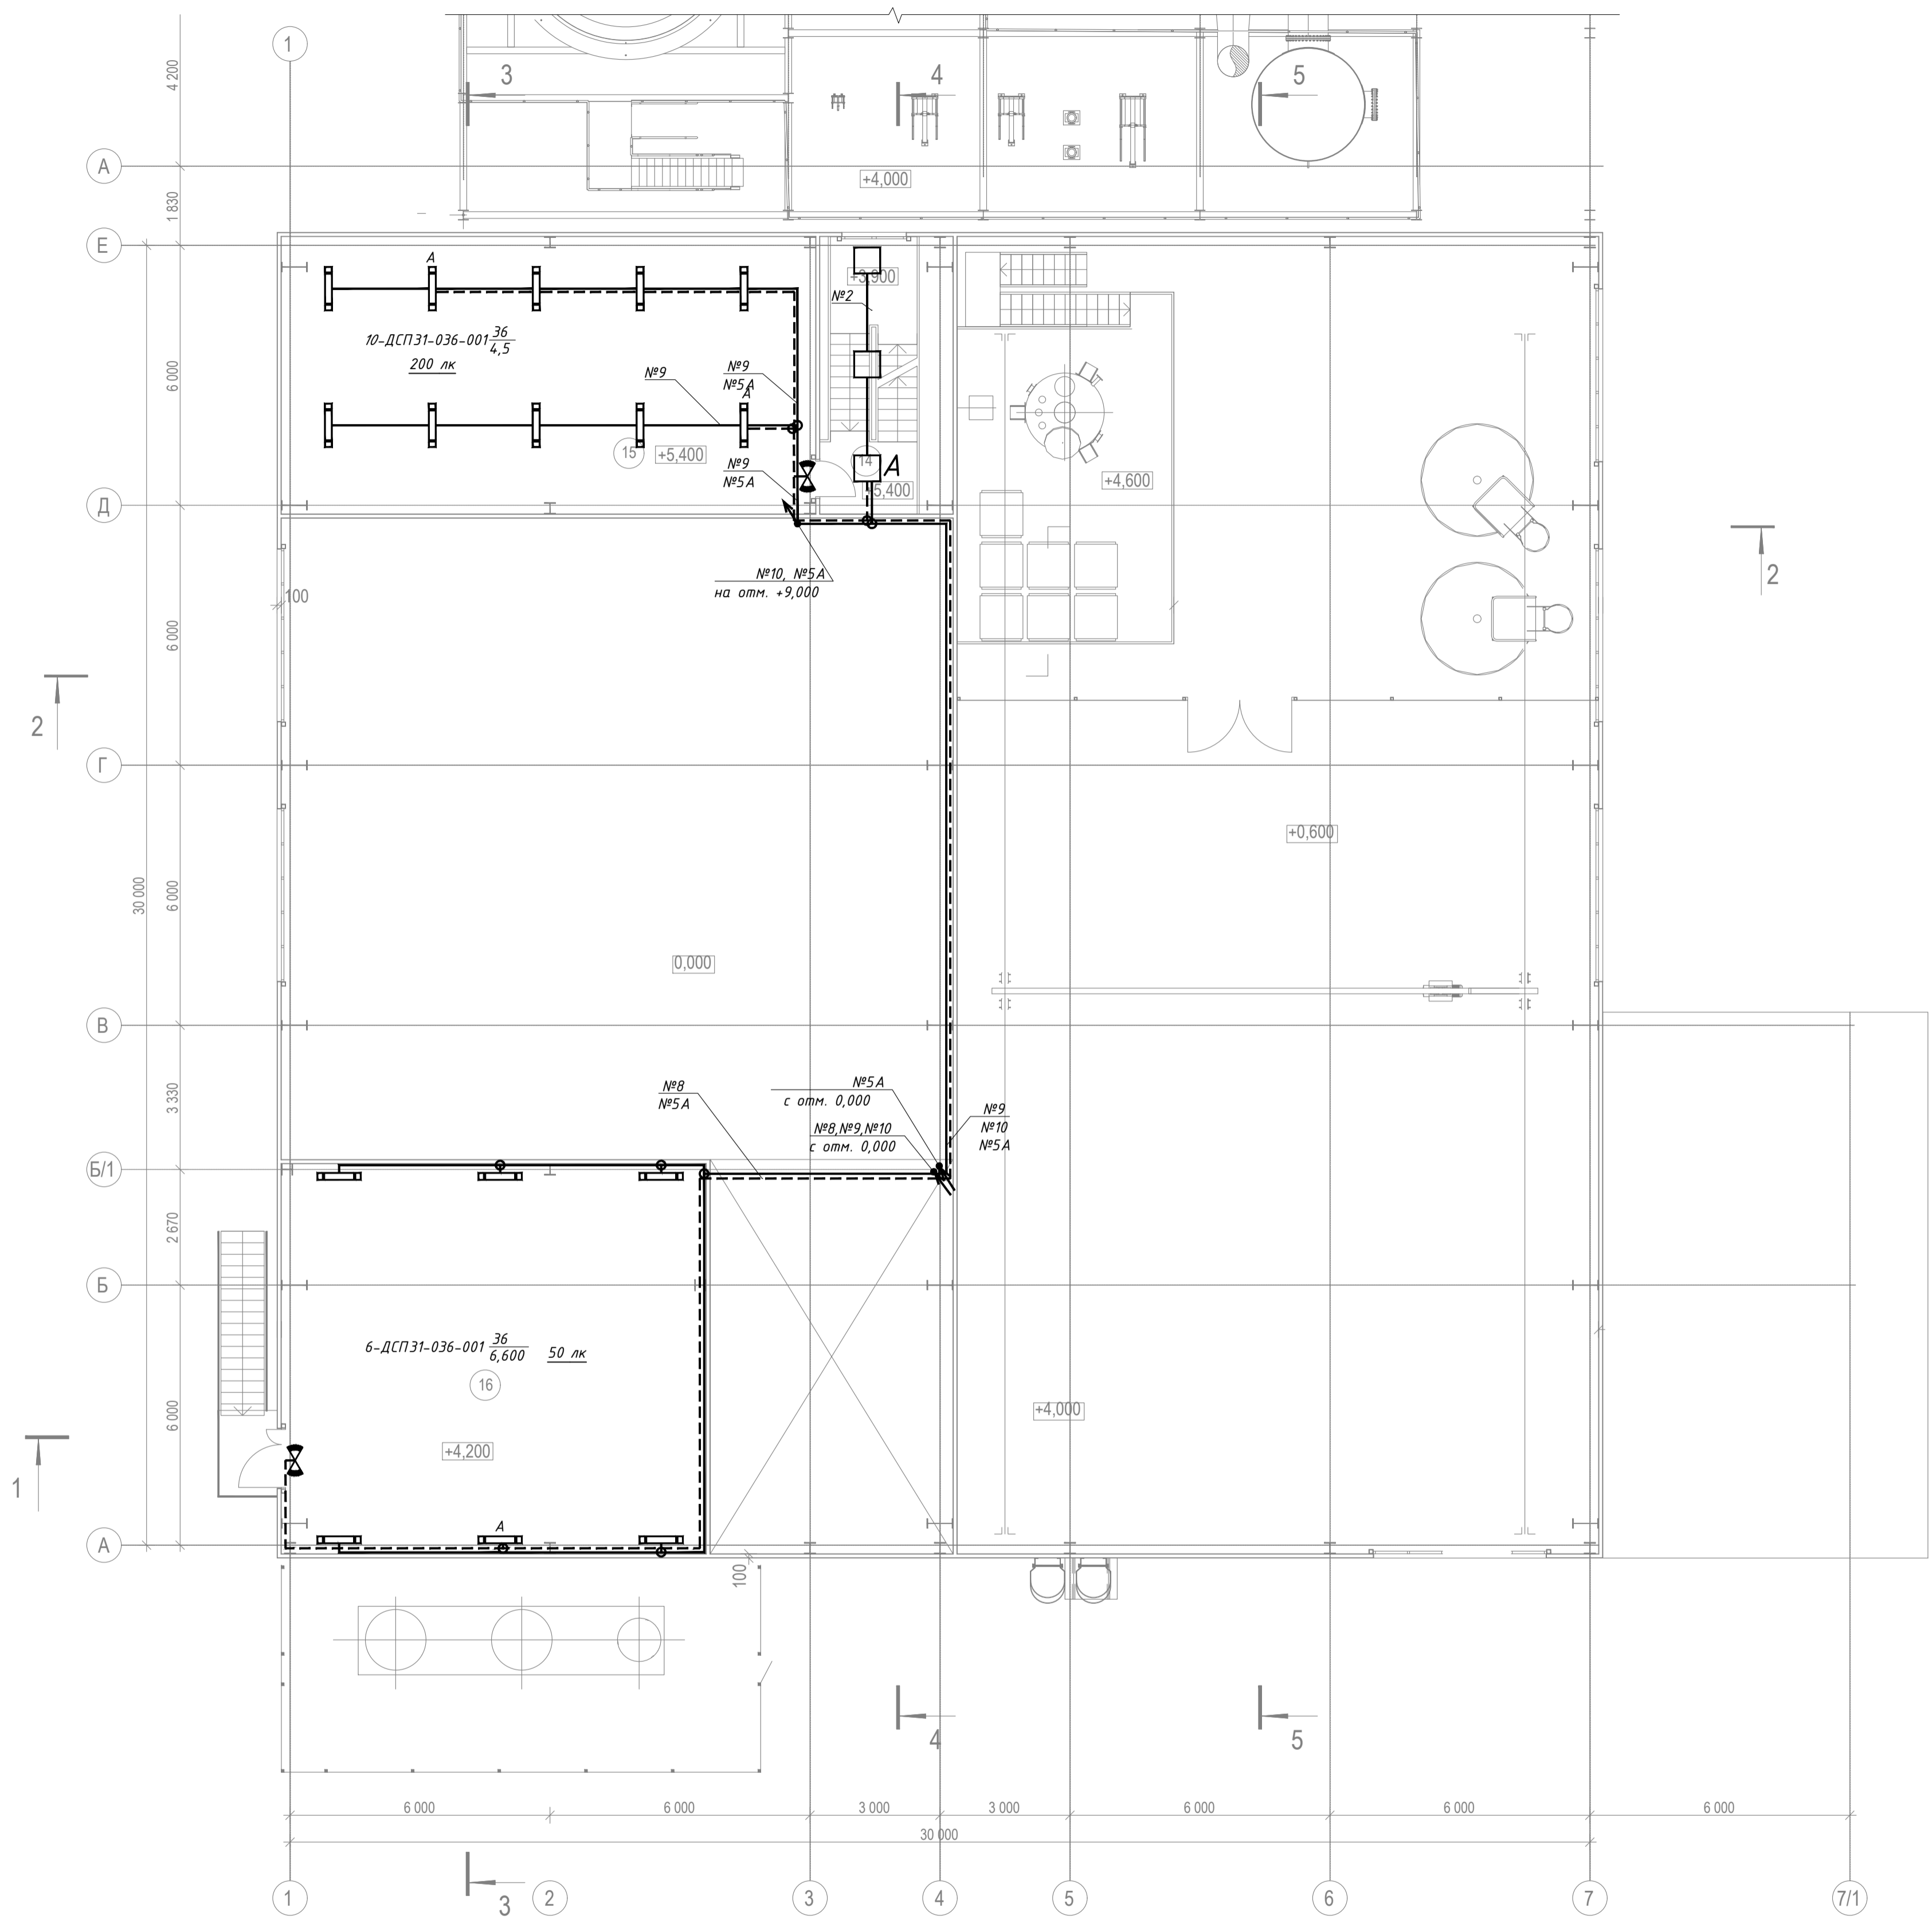 1
3
4
5
4 200
А
+4,000
1 830
Е
А
+3,900
№2
10-ДСП31-036-001 36
4,5
200 лк
6 000
№9
№9
№5А
А
15
+5,400
14
А
№9
№5А
+5,400
+4,600
Д
№10, №5А
на отм. +9,000
2
100
6 000
2
Г
+0,600
30 000
6 000
0,000
В
3 330
№8
№5А
№5А
с отм. 0,000
№8,№9,№10
с отм. 0,000
№9
№10
№5А
Б/1
2 670
Б
6-ДСП31-036-001 36
6,600
50 лк
16
6 000
+4,200
+4,000
1
А
А
100
4
5
6 000
6 000
3 000
3 000
6 000
6 000
6 000
30 000
3
1
2
3
4
5
6
7
7/1